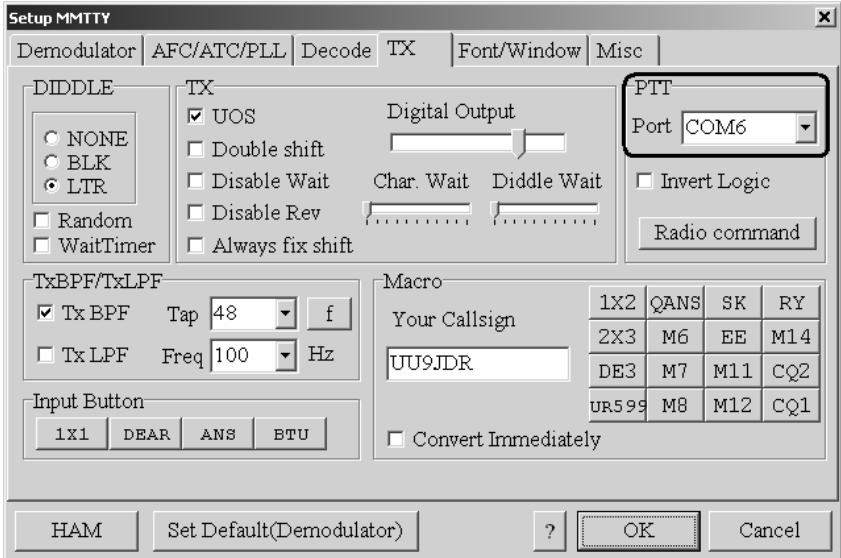 Setup MMTTY
Demodulator AFC/ATC/PLL Decode TX Font/Window Misc
DIDDLE
NONE
BLK
LTR
Random
WaitTimer
TX
UOS
Double shift
Disable Wait
Disable Rev
Always fix shift
Digital Output
Char. Wait Diddle Wait
PTT
Port COM6
Invert Logic
Radio command
TxBPF/TxLPF
Tx BPF Tap 48 f
Tx LPF Freq 100 Hz
Input Button
1X1 DEAR ANS BTU
Macro
Your Callsign
UU9JDR
Convert Immediately
1X2 QANS SK RY
2X3 M6 EE M14
DE3 M7 M11 CQ2
UR599 M8 M12 CQ1
HAM Set Default(Demodulator) ? OK Cancel